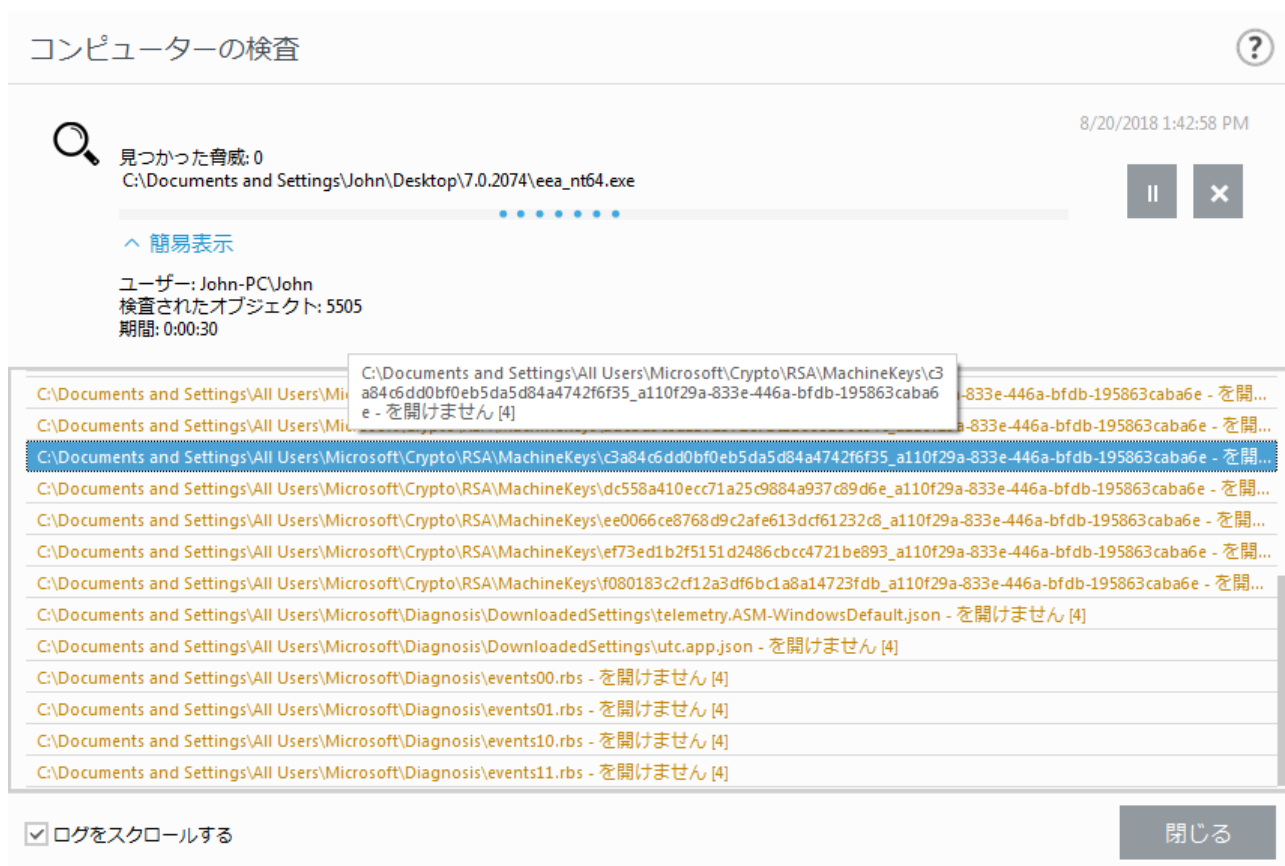 コンピューターの検査
?
8/20/2018 1:42:58 PM
見つかった脅威: 0
C:\Documents and Settings\John\Desktop\7.0.2074\eea_nt64.exe
簡易表示
ユーザー: John-PC\John
検査されたオブジェクト: 5505
期間: 0:00:30
C:\Documents and Settings\All Users\Microsoft\Crypto\RSA\MachineKeys\c3
a84c6dd0bf0eb5da5d84a4742f6f35_a110f29a-833e-446a-bfdb-195863caba6
e - を開けません [4]
C:\Documents and Settings\All Users\Mi -833e-446a-bfdb-195863caba6e - を開...
C:\Documents and Settings\All Users\Mic a-833e-446a-bfdb-195863caba6e - を開...
C:\Documents and Settings\All Users\Microsoft\Crypto\RSA\MachineKeys\c3a84c6dd0bf0eb5da5d84a4742f6f35_a110f29a-833e-446a-bfdb-195863caba6e - を開...
C:\Documents and Settings\All Users\Microsoft\Crypto\RSA\MachineKeys\dc558a410ecc71a25c9884a937c89d6e_a110f29a-833e-446a-bfdb-195863caba6e - を開...
C:\Documents and Settings\All Users\Microsoft\Crypto\RSA\MachineKeys\ee0066ce8768d9c2afe613dcf61232c8_a110f29a-833e-446a-bfdb-195863caba6e - を開...
C:\Documents and Settings\All Users\Microsoft\Crypto\RSA\MachineKeys\ef73ed1b2f5151d2486cbcc4721be893_a110f29a-833e-446a-bfdb-195863caba6e - を開...
C:\Documents and Settings\All Users\Microsoft\Crypto\RSA\MachineKeys\f080183c2cf12a3df6bc1a8a14723fdb_a110f29a-833e-446a-bfdb-195863caba6e - を開...
C:\Documents and Settings\All Users\Microsoft\Diagnosis\DownloadedSettings\telemetry.ASM-WindowsDefault.json - を開けません [4]
C:\Documents and Settings\All Users\Microsoft\Diagnosis\DownloadedSettings\utc.app.json - を開けません [4]
C:\Documents and Settings\All Users\Microsoft\Diagnosis\events00.rbs - を開けません [4]
C:\Documents and Settings\All Users\Microsoft\Diagnosis\events01.rbs - を開けません [4]
C:\Documents and Settings\All Users\Microsoft\Diagnosis\events10.rbs - を開けません [4]
C:\Documents and Settings\All Users\Microsoft\Diagnosis\events11.rbs - を開けません [4]
ログをスクロールする
閉じる